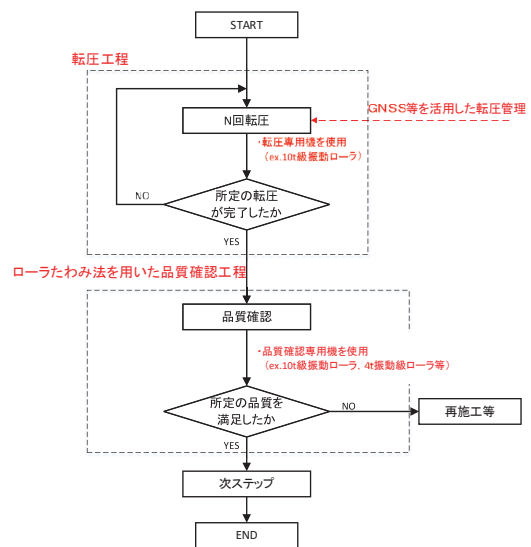 START
転圧工程
GNSS等を活用した転圧管理
N回転圧
・転圧専用機を使用
（ex.10t級振動ローラ）
NO
所定の転圧
が完了したか
YES
ローラたわみ法を用いた品質確認工程
品質確認
・品質確認専用機を使用
（ex.10t級振動ローラ、4t振動級ローラ等）
所定の品質を
満足したか
NO
再施工等
YES
次ステップ
END